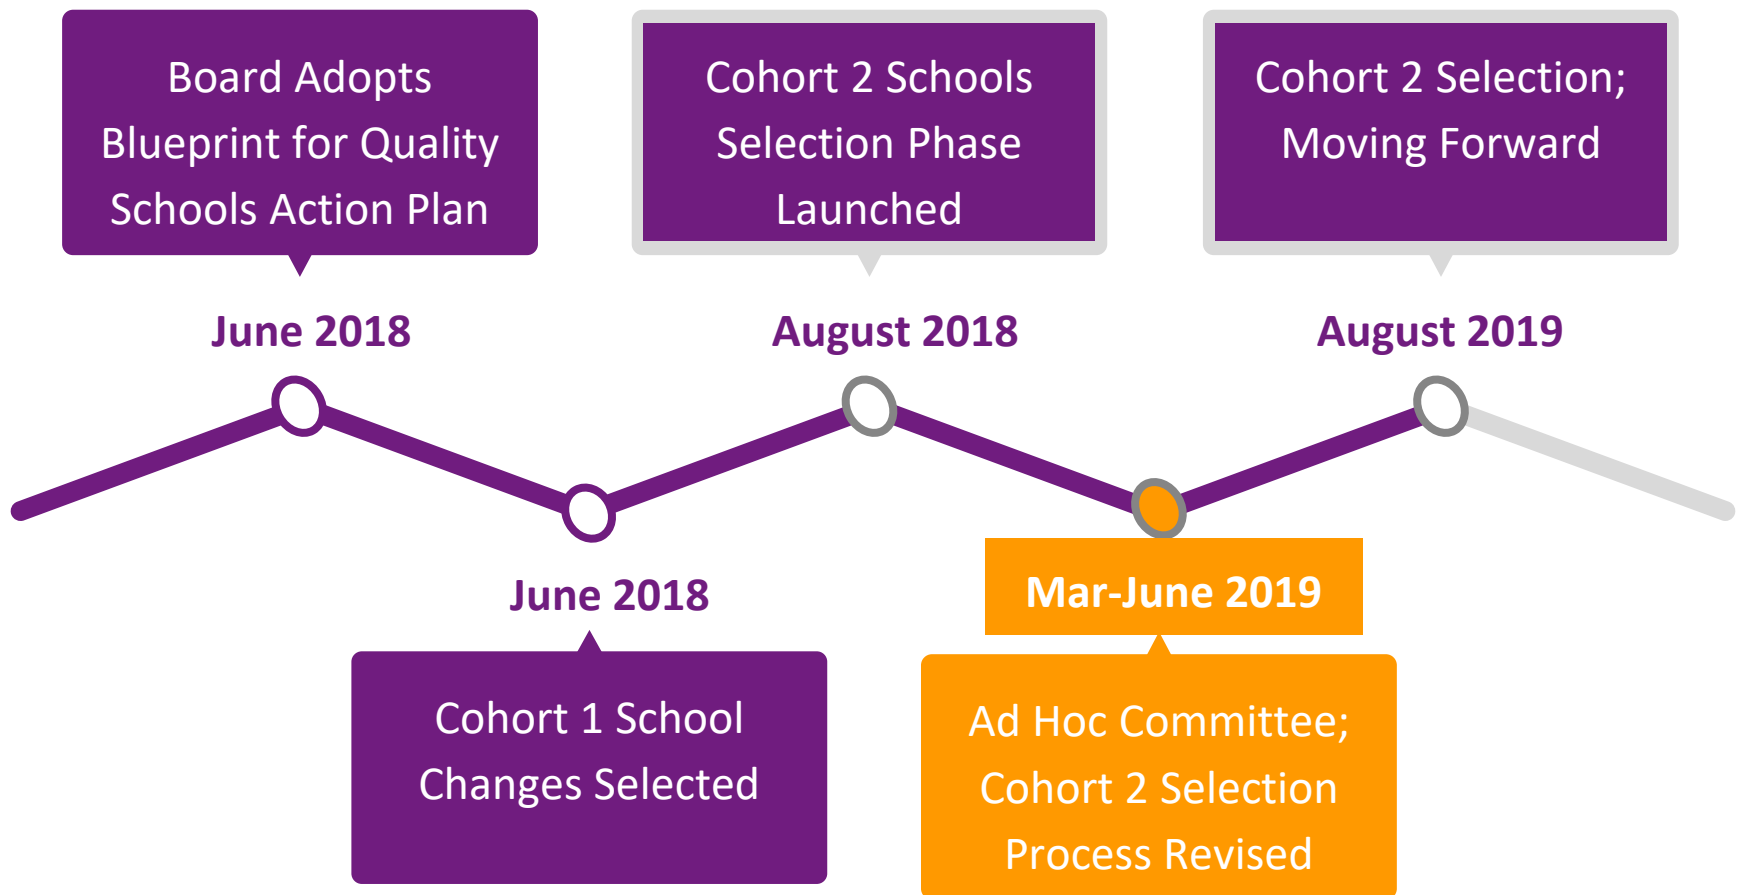 Board Adopts
Blueprint for Quality
Schools Action Plan
June 2018
Cohort 2 Schools
Selection Phase
Launched
August 2018
Cohort 2 Selection;
Moving Forward
August 2019
June 2018
Cohort 1 School
Changes Selected
Mar-June 2019
Ad Hoc Committee;
Cohort 2 Selection
Process Revised